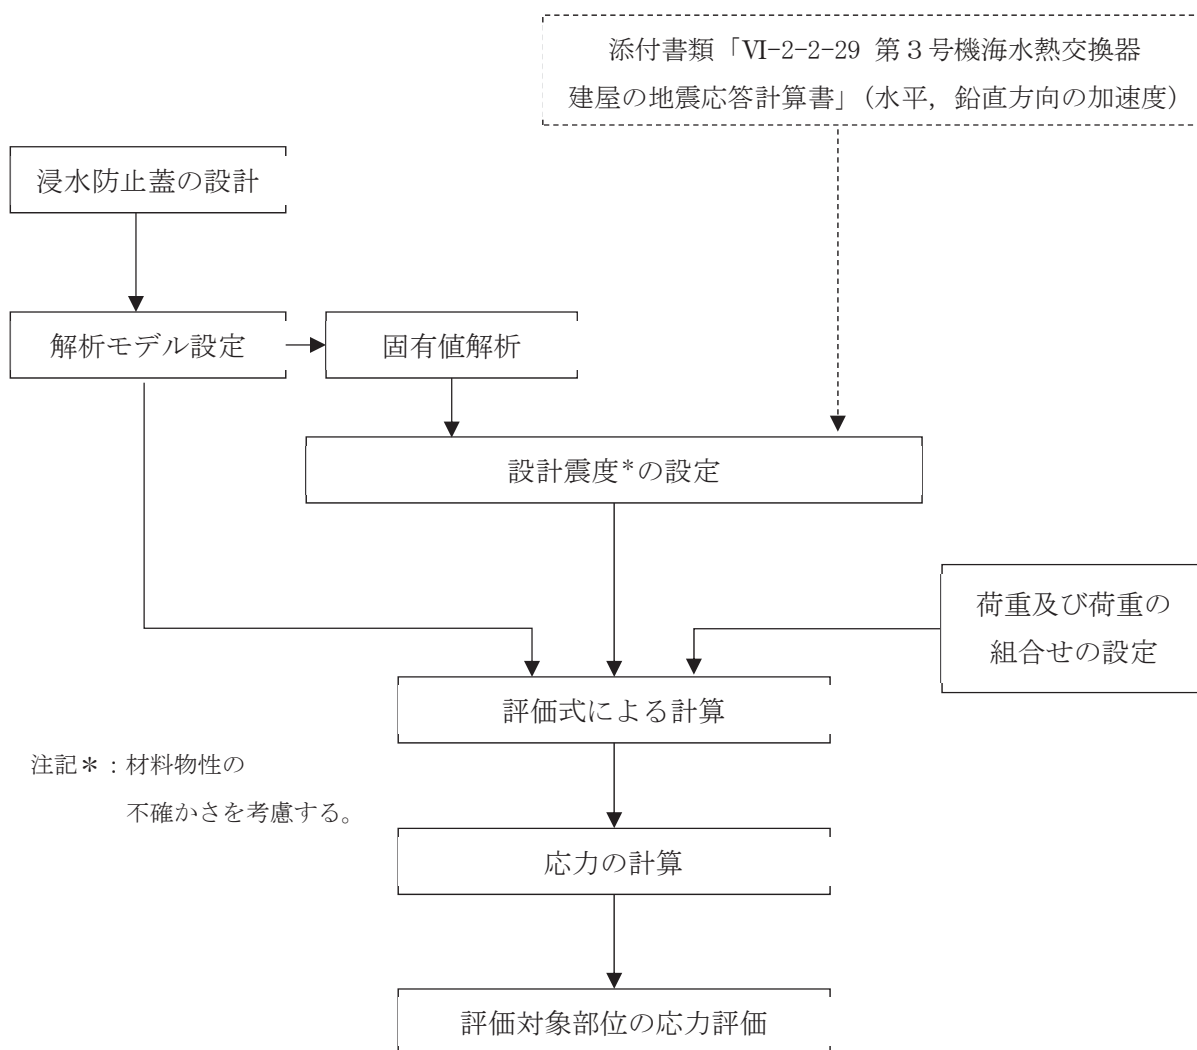 添付書類「Ⅵ-2-2-29 第３号機海水熱交換器
建屋の地震応答計算書」（水平，鉛直方向の加速度）
浸水防止蓋の設計
解析モデル設定
固有値解析
設計震度*の設定
荷重及び荷重の
組合せの設定
評価式による計算
注記＊：材料物性の
不確かさを考慮する。
応力の計算
評価対象部位の応力評価